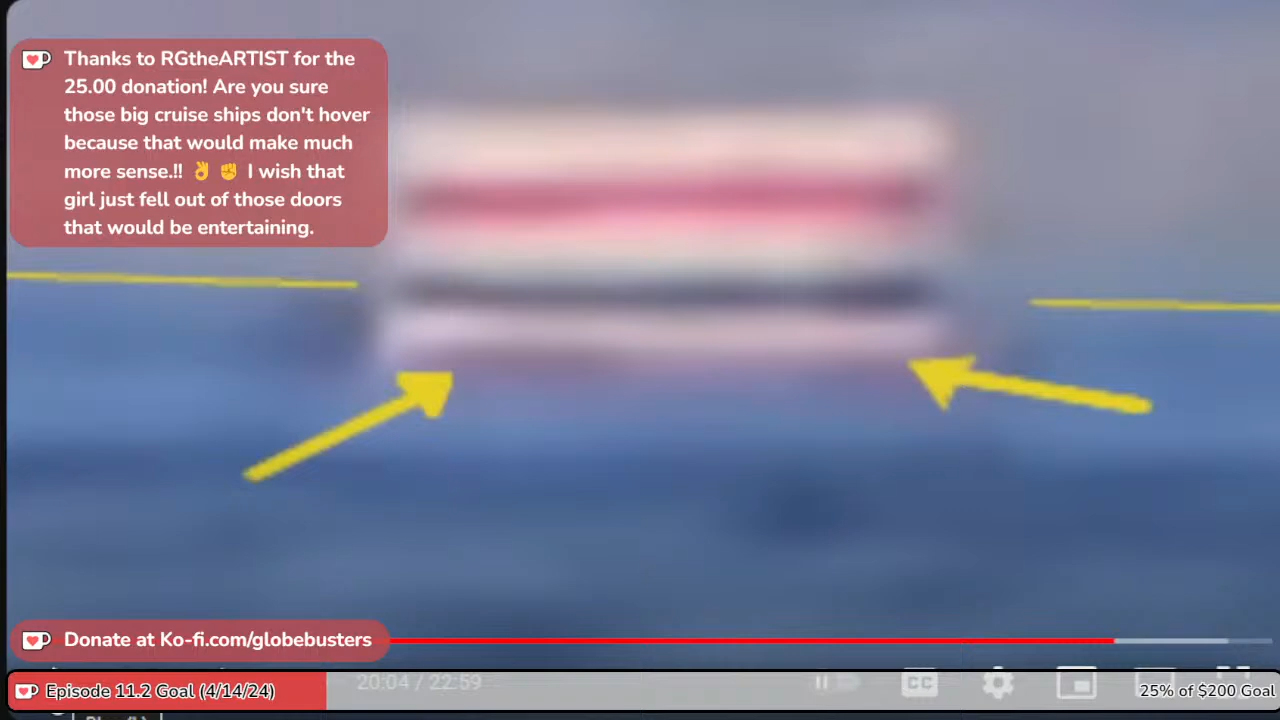 Thanks to RGtheARTIST for the
25.00 donation! Are you sure
those big cruise ships don't hover
because that would make much
more sense.!! 👌 ✊ I wish that
girl just fell out of those doors
that would be entertaining.
Donate at Ko-fi.com/globebusters
Episode 11.2 Goal (4/14/24)
20:04 / 22:59
CC
25% of $200 Goal